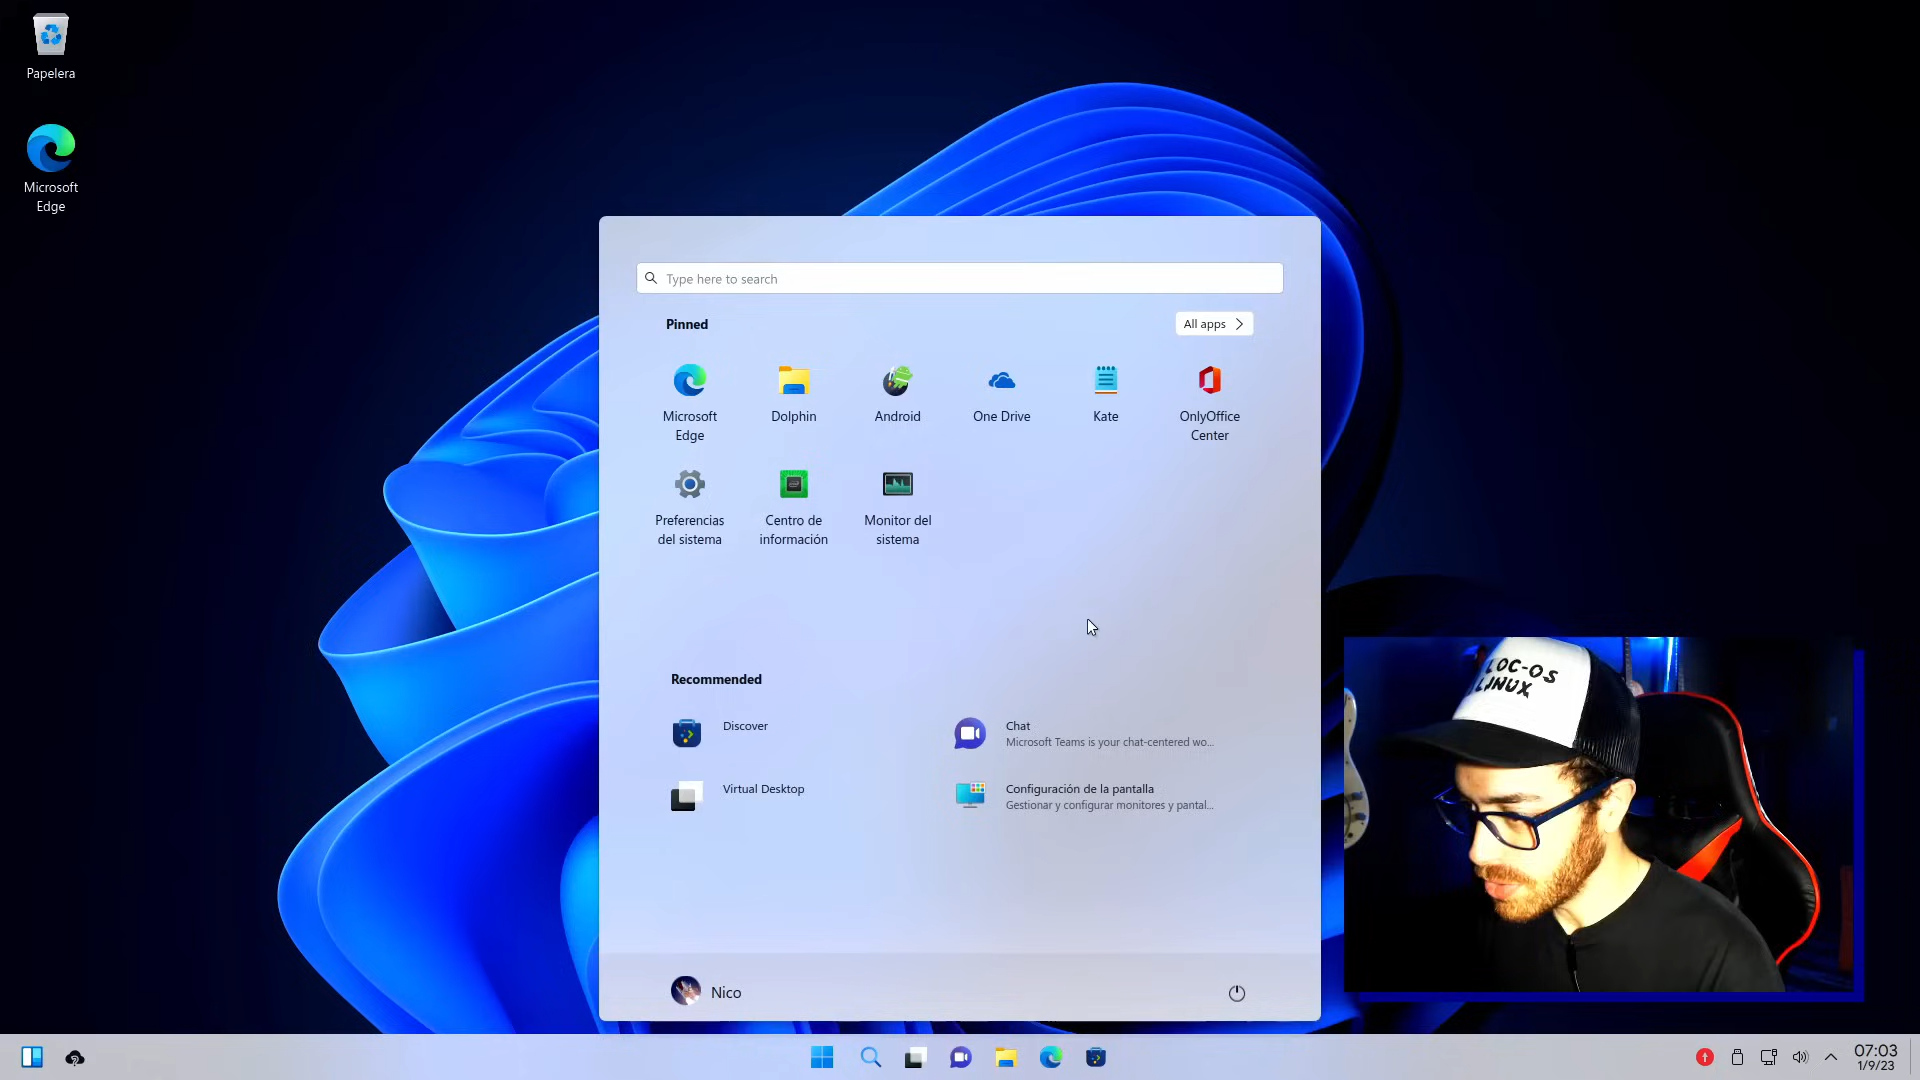 Papelera
Microsoft
Edge
Type here to search
Pinned
All apps
Microsoft
Edge
Dolphin
Android
One Drive
Kate
OnlyOffice
Center
Preferencias
del sistema
Centro de
información
Monitor del
sistema
Recommended
Discover
Chat
Microsoft Teams is your chat-centered wo...
Virtual Desktop
Configuración de la pantalla
Gestionar y configurar monitores y pantal...
LOC-OS
LINUX
Nico
07:03
1/9/23